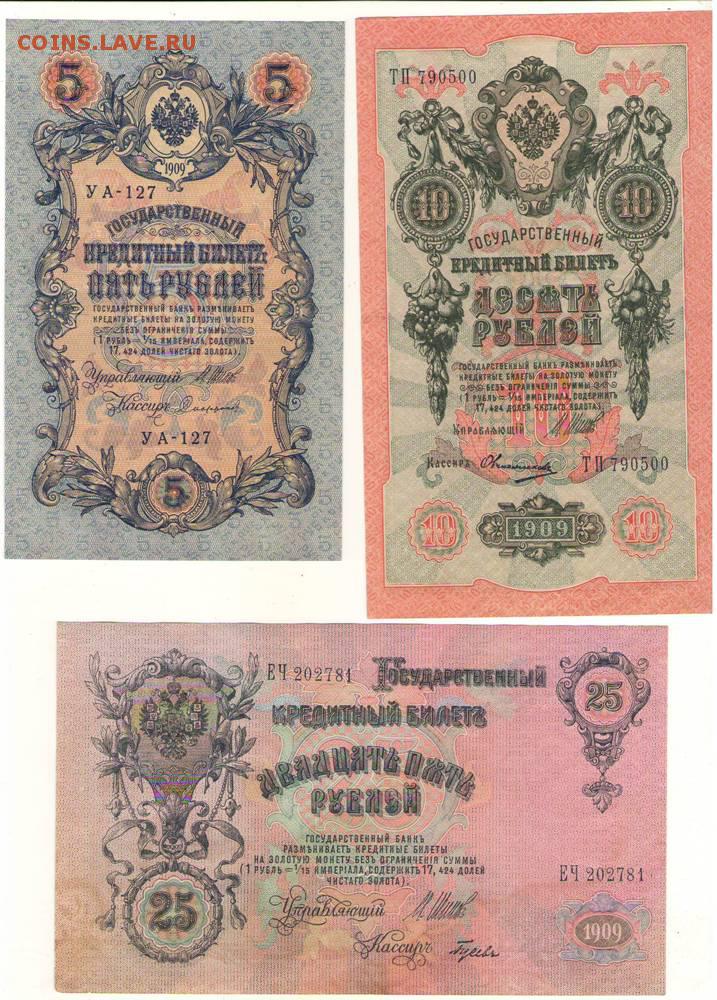 COINS.LAVE.РУ
5 5
1909
УА-127
ГОСУДАРСТВЕННЫЙ
КРЕДИТНЫЙ БИЛЕТЪ
ПЯТЬ РУБЛЕЙ
ГОСУДАРСТВЕННЫЙ БАНКЪ РАЗМѢНИВАЕТЪ
КРЕДИТНЫЕ БИЛЕТЫ НА ЗОЛОТУЮ МОНЕТУ
БЕЗЪ ОГРАНИЧЕНІЯ СУММЫ
(1 РУБЛЬ = 1/15 ИМПЕРІАЛА, СОДЕРЖИТЪ
17,424 ДОЛЕЙ ЧИСТАГО ЗОЛОТА).
Управляющій
Кассиръ
УА-127
5
ТП 790500
10 10
ГОСУДАРСТВЕННЫЙ
КРЕДИТНЫЙ БИЛЕТЪ
ДЕСЯТЬ
РУБЛЕЙ
ГОСУДАРСТВЕННЫЙ БАНКЪ РАЗМѢНИВАЕТЪ
КРЕДИТНЫЕ БИЛЕТЫ НА ЗОЛОТУЮ МОНЕТУ
БЕЗЪ ОГРАНИЧЕНІЯ СУММЫ
(1 РУБЛЬ = 1/15 ИМПЕРІАЛА, СОДЕРЖИТЪ
17,424 ДОЛЕЙ ЧИСТАГО ЗОЛОТА).
10
УПРАВЛЯЮЩІЙ
КАССИРЪ ТП 790500
10 1909 10
ЕЧ 202781 ГОСУДАРСТВЕННЫЙ
25
КРЕДИТНЫЙ БИЛЕТЪ
ДВАДЦАТЬ ПЯТЬ
РУБЛЕЙ
ГОСУДАРСТВЕННЫЙ БАНКЪ
РАЗМѢНИВАЕТЪ КРЕДИТНЫЕ БИЛЕТЫ
НА ЗОЛОТУЮ МОНЕТУ БЕЗЪ ОГРАНИЧЕНІЯ СУММЫ
(1 РУБЛЬ = 1/15 ИМПЕРІАЛА, СОДЕРЖИТЪ 17,424 ДОЛЕЙ
ЧИСТАГО ЗОЛОТА).
ЕЧ 202781
25 Управляющій 1909
Кассиръ